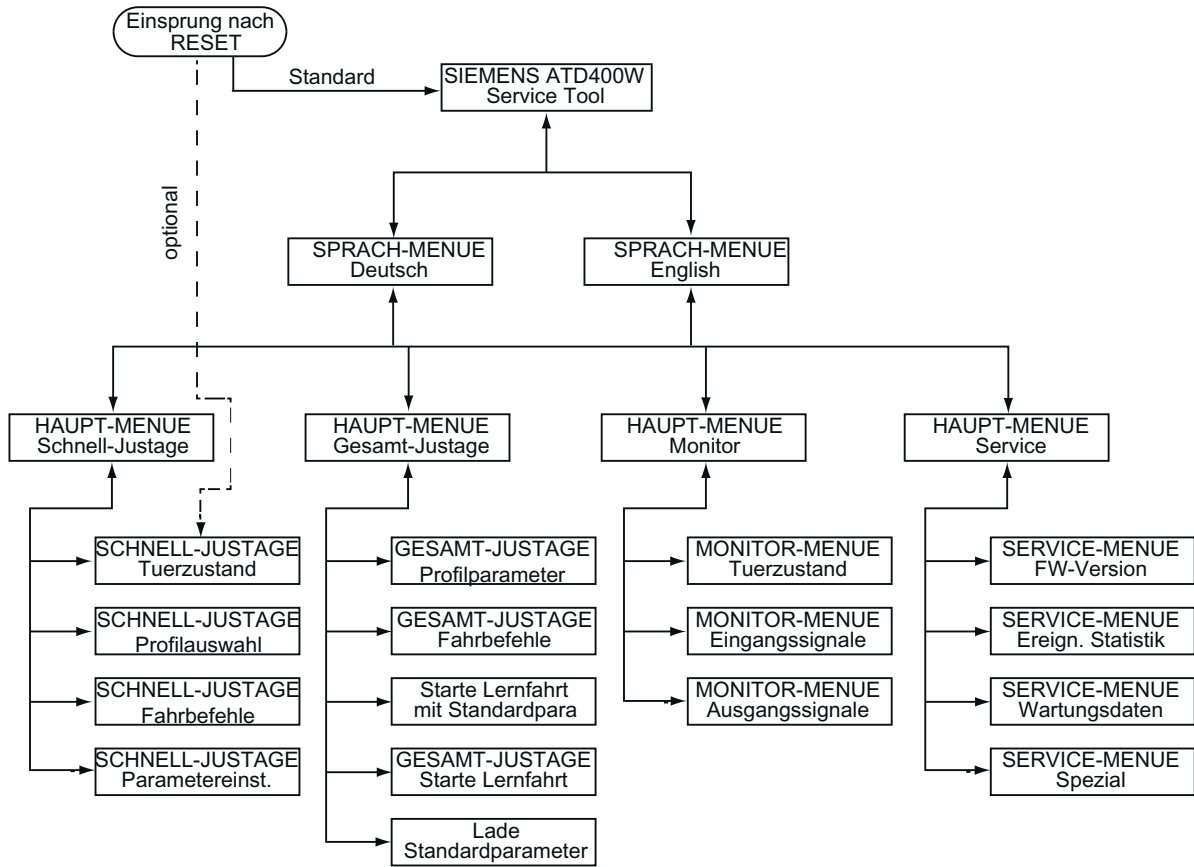 Einsprung nach
RESET
Standard
SIEMENS ATD400W
Service Tool
optional
SPRACH-MENUE
Deutsch
SPRACH-MENUE
English
HAUPT-MENUE
Schnell-Justage
HAUPT-MENUE
Gesamt-Justage
HAUPT-MENUE
Monitor
HAUPT-MENUE
Service
SCHNELL-JUSTAGE
Tuerzustand
SCHNELL-JUSTAGE
Profilauswahl
SCHNELL-JUSTAGE
Fahrbefehle
SCHNELL-JUSTAGE
Parametereinst.
GESAMT-JUSTAGE
Profilparameter
GESAMT-JUSTAGE
Fahrbefehle
Starte Lernfahrt
mit Standardpara
GESAMT-JUSTAGE
Starte Lernfahrt
Lade
Standardparameter
MONITOR-MENUE
Tuerzustand
MONITOR-MENUE
Eingangssignale
MONITOR-MENUE
Ausgangssignale
SERVICE-MENUE
FW-Version
SERVICE-MENUE
Ereign. Statistik
SERVICE-MENUE
Wartungsdaten
SERVICE-MENUE
Spezial